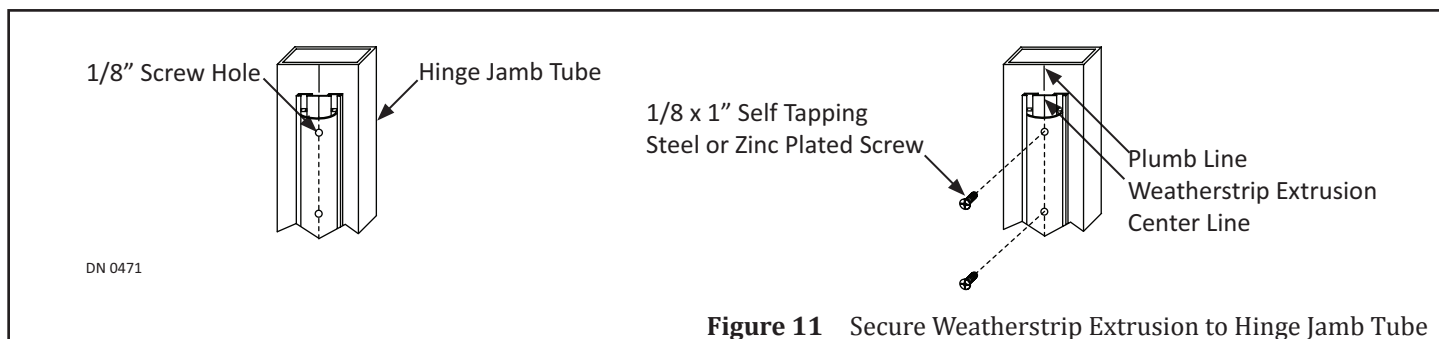 1/8” Screw Hole
Hinge Jamb Tube
DN 0471
1/8 x 1” Self Tapping
Steel or Zinc Plated Screw
Plumb Line
Weatherstrip Extrusion
Center Line
Figure 11 Secure Weatherstrip Extrusion to Hinge Jamb Tube